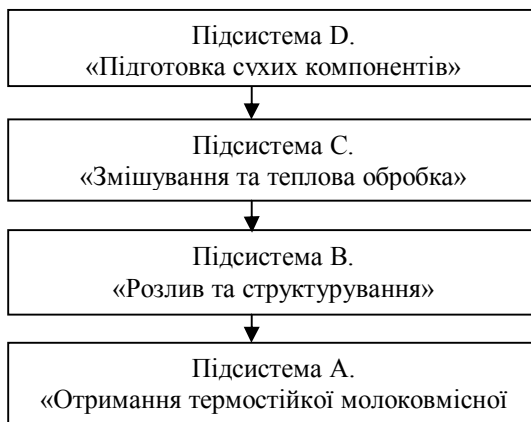 Підсистема D.
«Підготовка сухих компонентів»
Підсистема C.
«Змішування та теплова обробка»
Підсистема B.
«Розлив та структурування»
Підсистема A.
«Отримання термостійкої молоковмісної